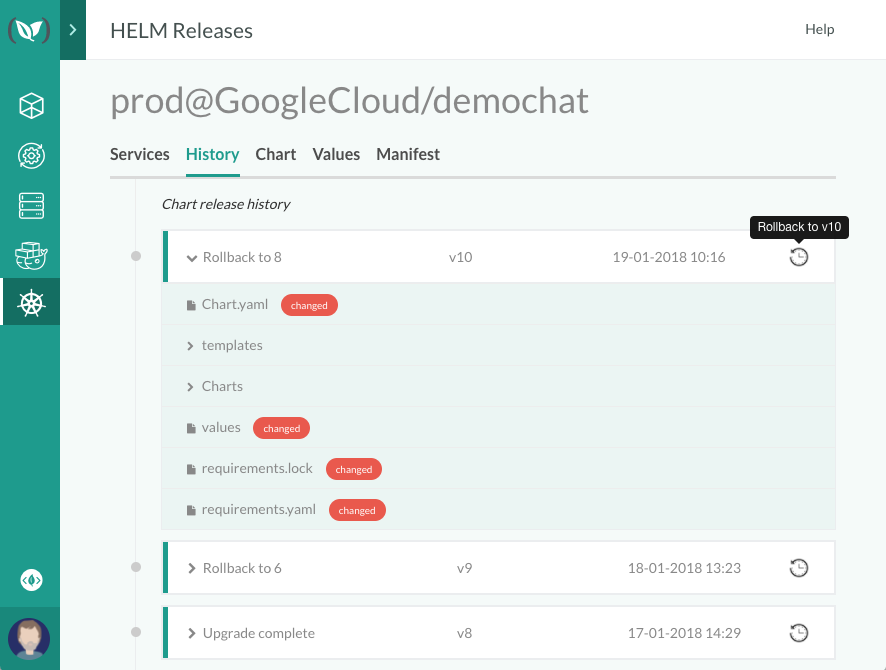 HELM Releases
Help
prod@GoogleCloud/demochat
Services History Chart Values Manifest
Chart release history
Rollback to v10
Rollback to 8 v10 19-01-2018 10:16
Chart.yaml changed
templates
Charts
values changed
requirements.lock changed
requirements.yaml changed
Rollback to 6 v9 18-01-2018 13:23
Upgrade complete v8 17-01-2018 14:29